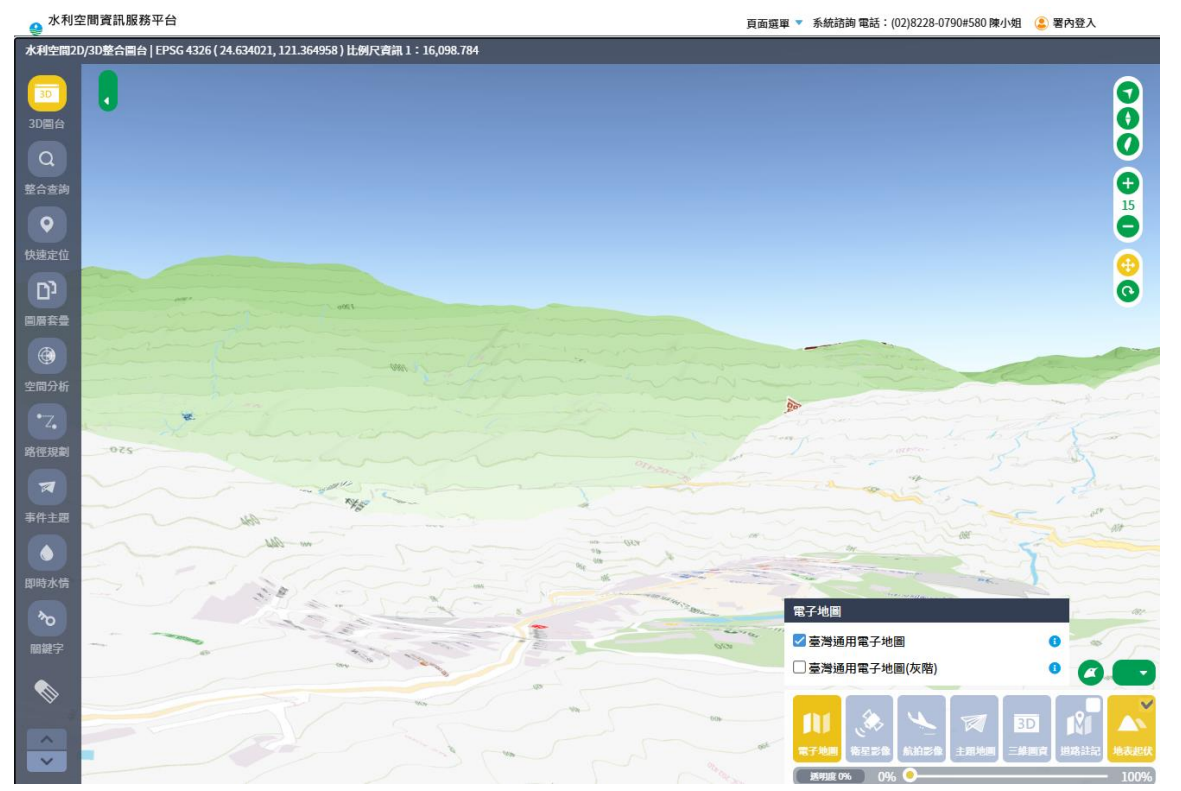 水利空間資訊服務平台
頁面選單 系統諮詢 電話：(02)8228-0790#580 陳小姐 署內登入
水利空間2D/3D整合圖台 | EPSG 4326 ( 24.634021, 121.364958 ) 比例尺資訊 1：16,098.784
3D
3D圖台
整合查詢
快速定位
圖層套疊
空間分析
路徑規劃
事件主題
即時水情
關鍵字
15
520
460
電子地圖
臺灣通用電子地圖
臺灣通用電子地圖(灰階)
3D
電子地圖 衛星影像 航拍影像 主題地圖 三維圖資 道路註記 地表起伏
透明度 0% 0% 100%